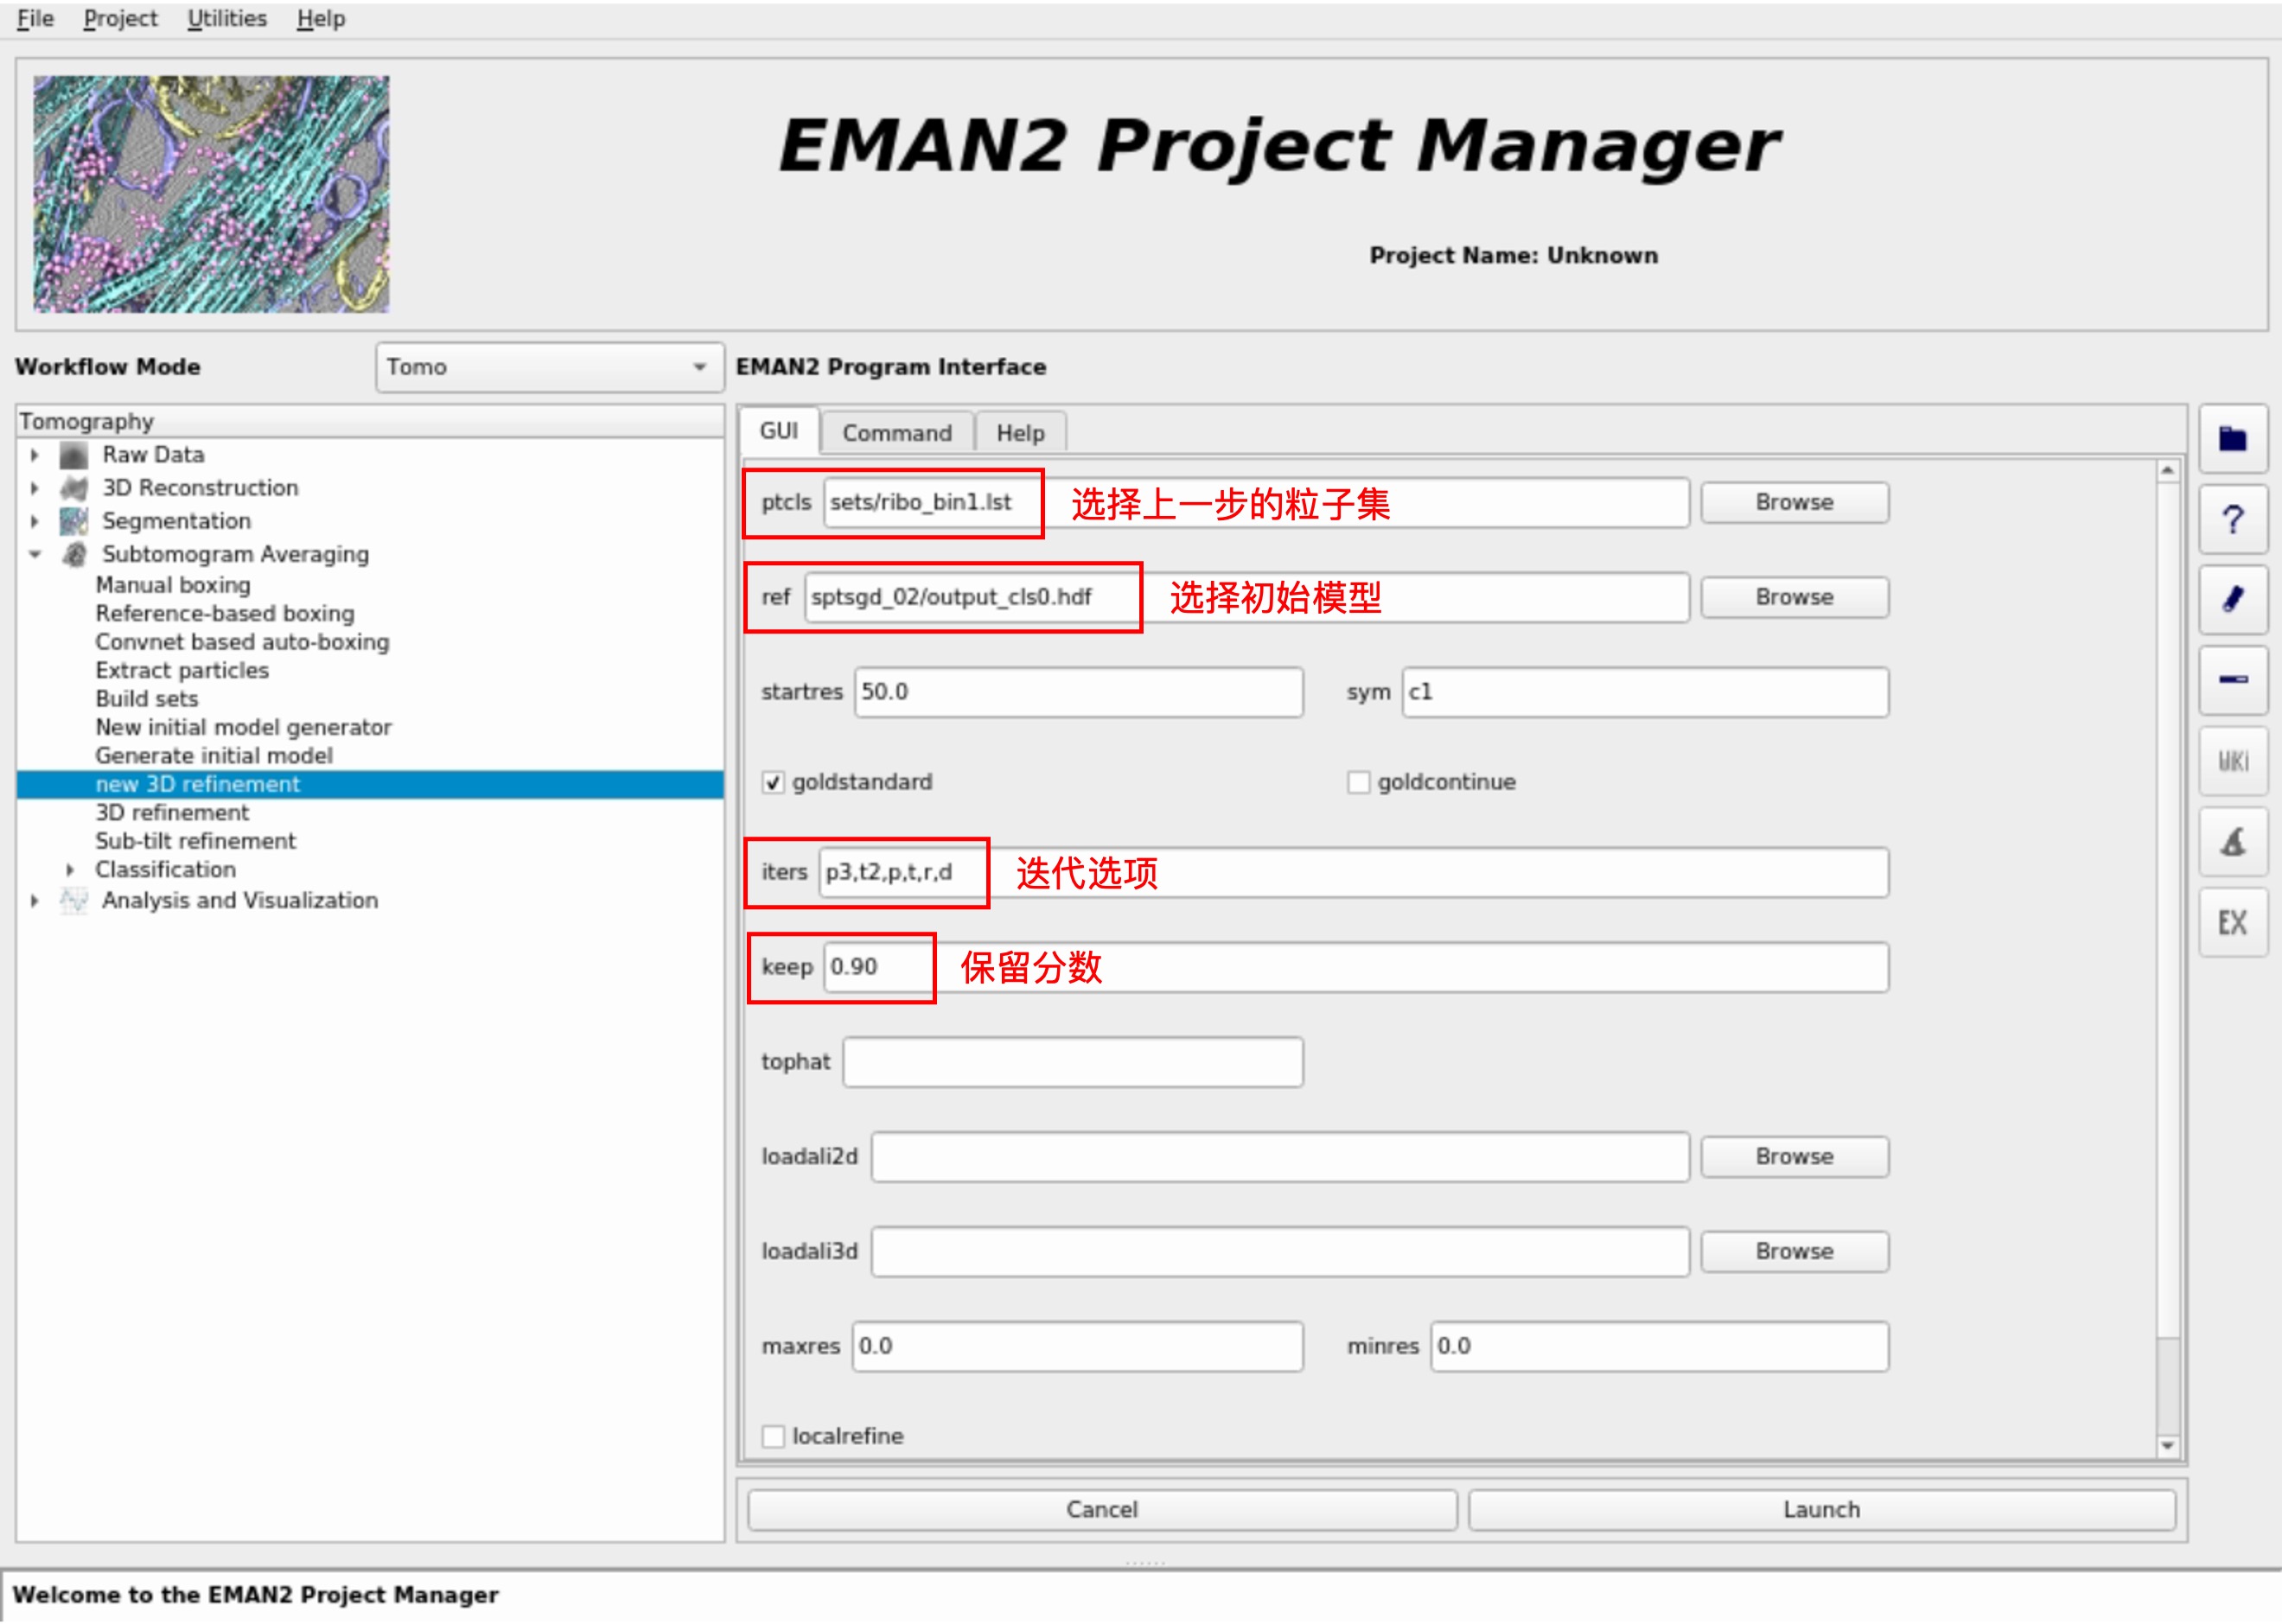 File Project Utilities Help
EMAN2 Project Manager
Project Name: Unknown
Workflow Mode Tomo EMAN2 Program Interface
Tomography
Raw Data
3D Reconstruction
Segmentation
Subtomogram Averaging
Manual boxing
Reference-based boxing
Convnet based auto-boxing
Extract particles
Build sets
New initial model generator
Generate initial model
new 3D refinement
3D refinement
Sub-tilt refinement
Classification
Analysis and Visualization
GUI Command Help
ptcls sets/ribo_bin1.lst 选择上一步的粒子集 Browse
ref sptsgd_02/output_cls0.hdf 选择初始模型 Browse
startres 50.0 sym c1
goldstandard goldcontinue
iters p3,t2,p,t,r,d 迭代选项
keep 0.90 保留分数
tophat
loadali2d Browse
loadali3d Browse
maxres 0.0 minres 0.0
localrefine
Cancel Launch
?
WKi
EX
Welcome to the EMAN2 Project Manager